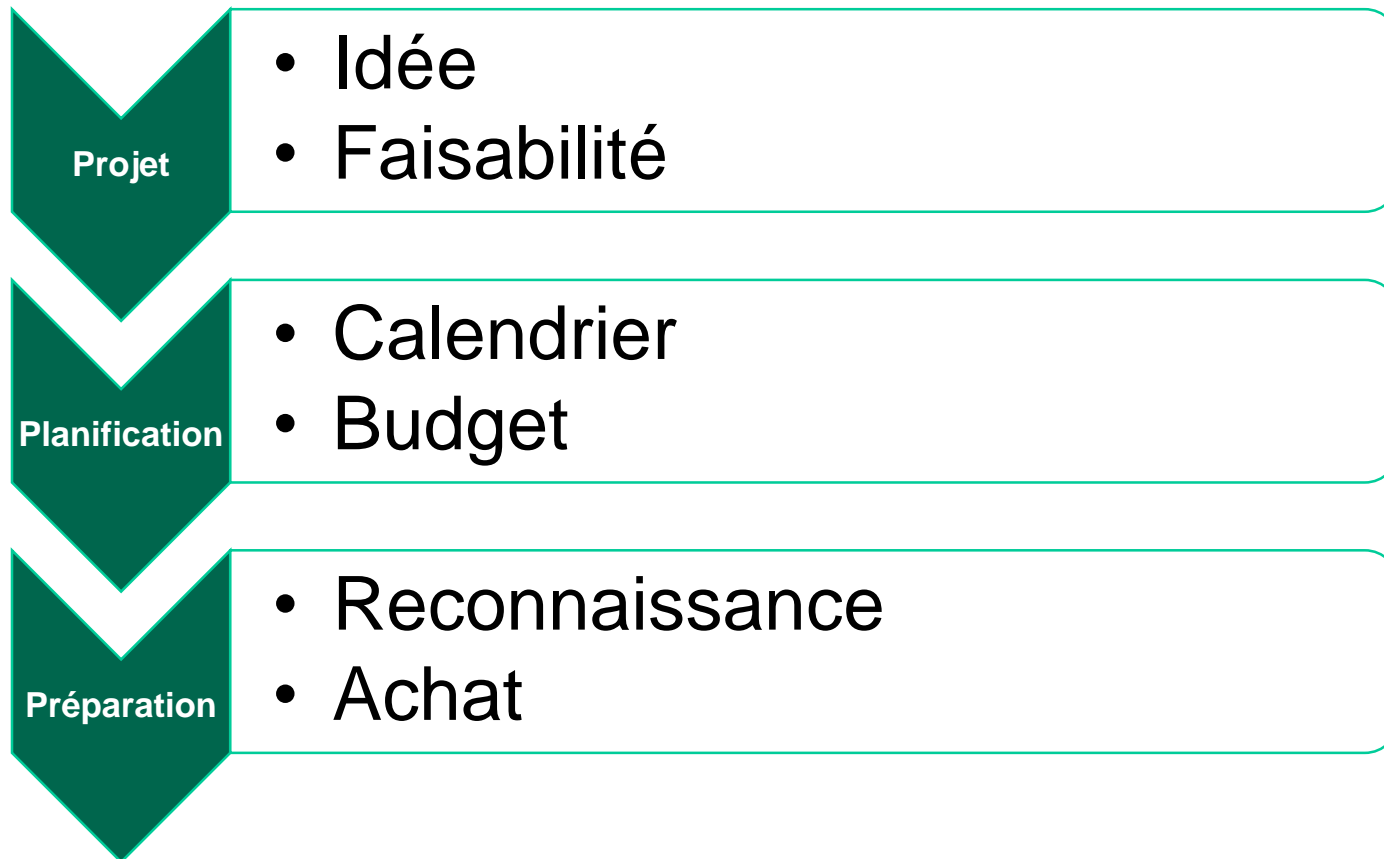 Projet
• Idée
• Faisabilité
Planification
• Calendrier
• Budget
Préparation
• Reconnaissance
• Achat